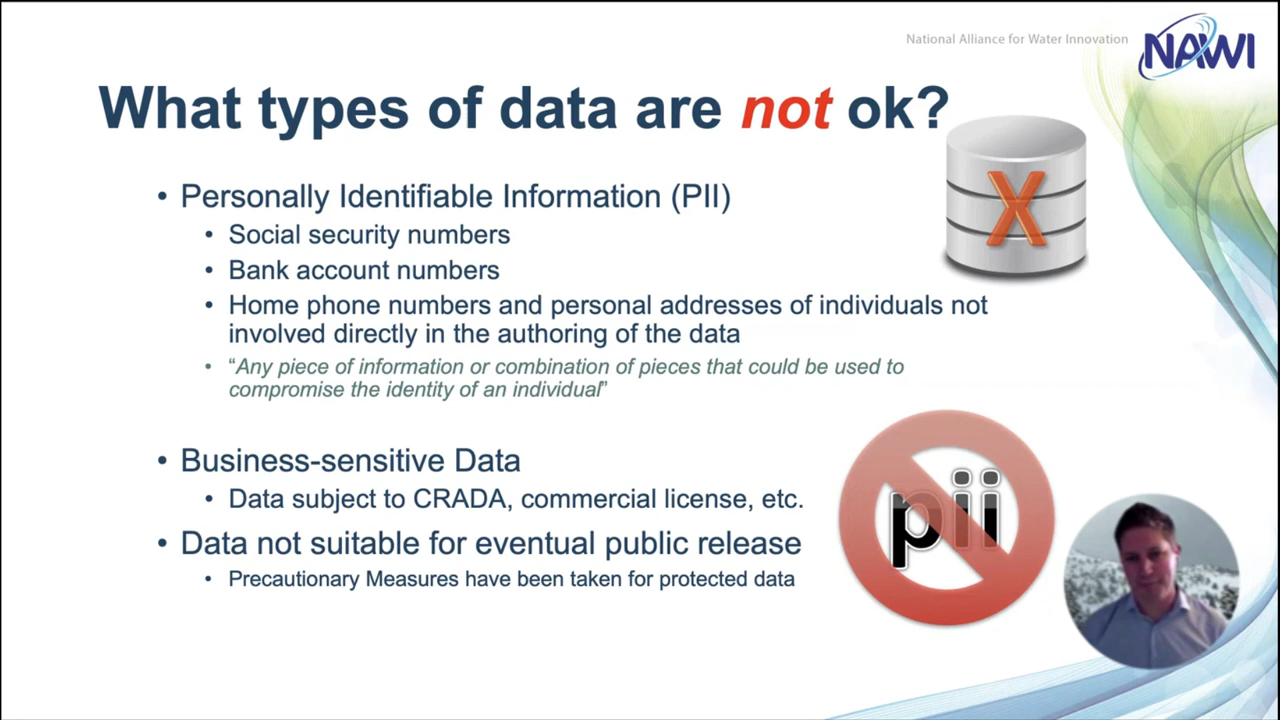 National Alliance for Water Innovation
NAWI
What types of data are not ok?
• Personally Identifiable Information (PII)
• Social security numbers
• Bank account numbers
• Home phone numbers and personal addresses of individuals not
involved directly in the authoring of the data
• “Any piece of information or combination of pieces that could be used to
compromise the identity of an individual”
• Business-sensitive Data
• Data subject to CRADA, commercial license, etc.
• Data not suitable for eventual public release
• Precautionary Measures have been taken for protected data
X
pii